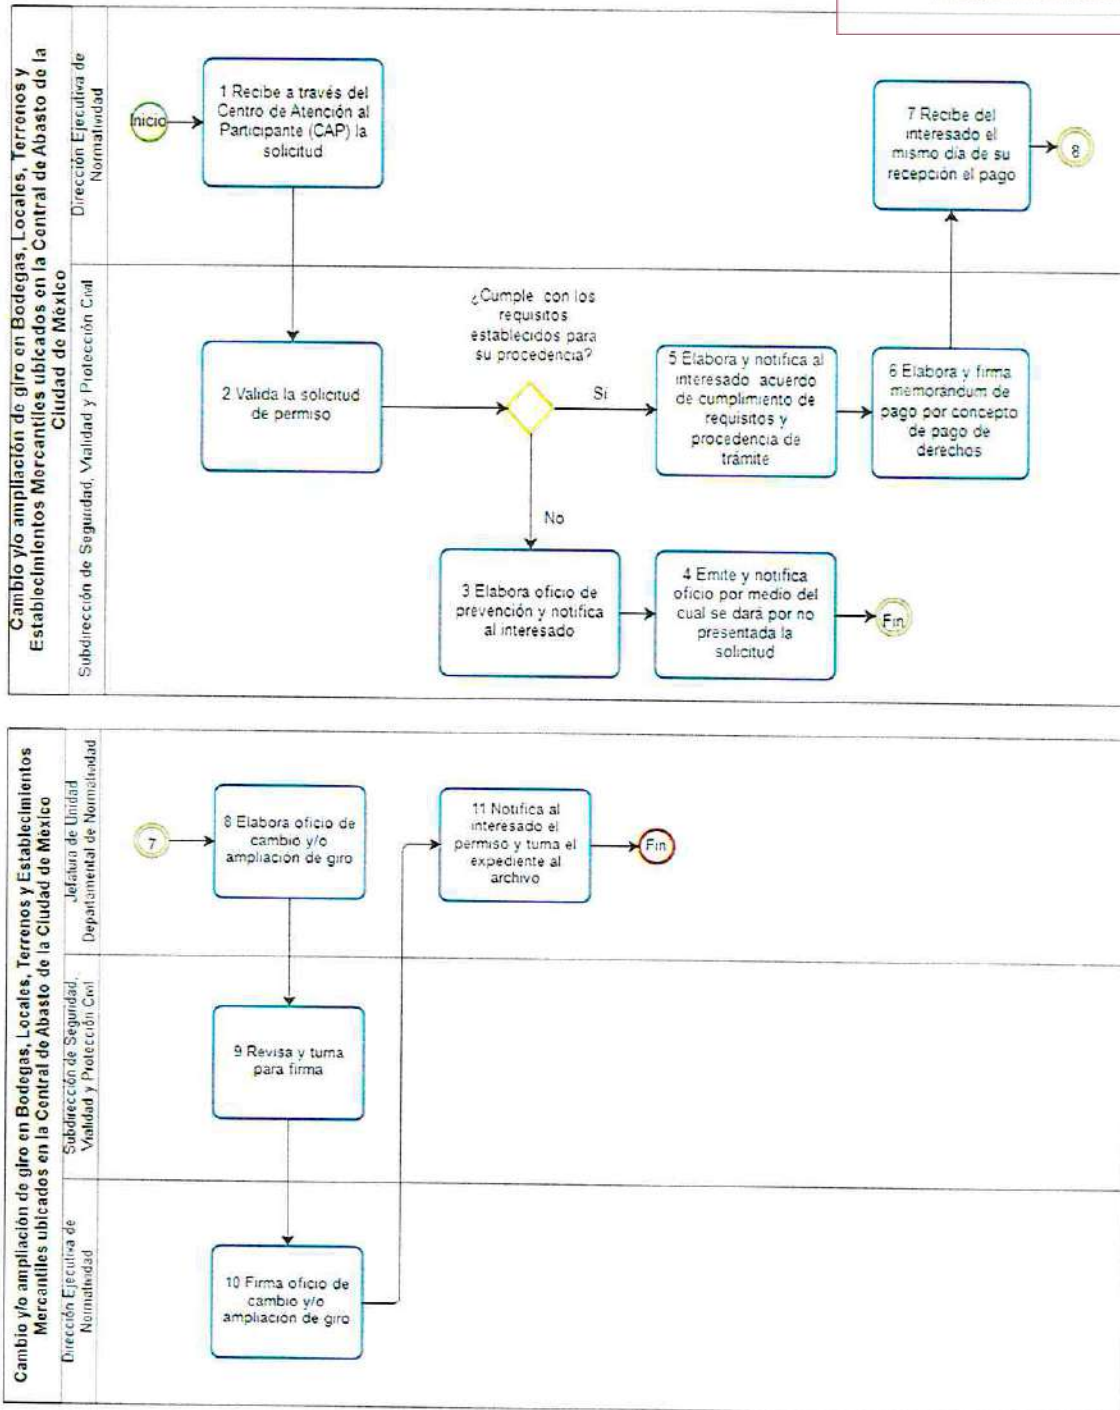 Cambio y/o ampliación de giro en Bodegas, Locales, Terrenos y
Establecimientos Mercantiles ubicados en la Central de Abasto de la
Ciudad de México
Dirección Ejecutiva de
Normatividad
Inicio
1 Recibe a través del
Centro de Atención al
Participante (CAP) la
solicitud
7 Recibe del
interesado el
mismo día de su
recepción el pago
8
Subdirección de Seguridad, Vialidad y Protección Civil
2 Valida la solicitud
de permiso
¿Cumple con los
requisitos
establecidos para
su procedencia?
Si
No
5 Elabora y notifica al
interesado acuerdo
de cumplimiento de
requisitos y
procedencia de
trámite
6 Elabora y firma
memorándum de
pago por concepto
de pago de
derechos
3 Elabora oficio de
prevención y notifica
al interesado
4 Emite y notifica
oficio por medio del
cual se dará por no
presentada la
solicitud
Fin
Cambio y/o ampliación de giro en Bodegas, Locales, Terrenos y Establecimientos
Mercantiles ubicados en la Central de Abasto de la Ciudad de México
Jefatura de Unidad
Departamental de Normatividad
7
8 Elabora oficio de
cambio y/o
ampliación de giro
11 Notifica al
interesado el
permiso y turna el
expediente al
archivo
Fin
Subdirección de Seguridad,
Vialidad y Protección Civil
9 Revisa y turna
para firma
Dirección Ejecutiva de
Normatividad
10 Firma oficio de
cambio y/o
ampliación de giro